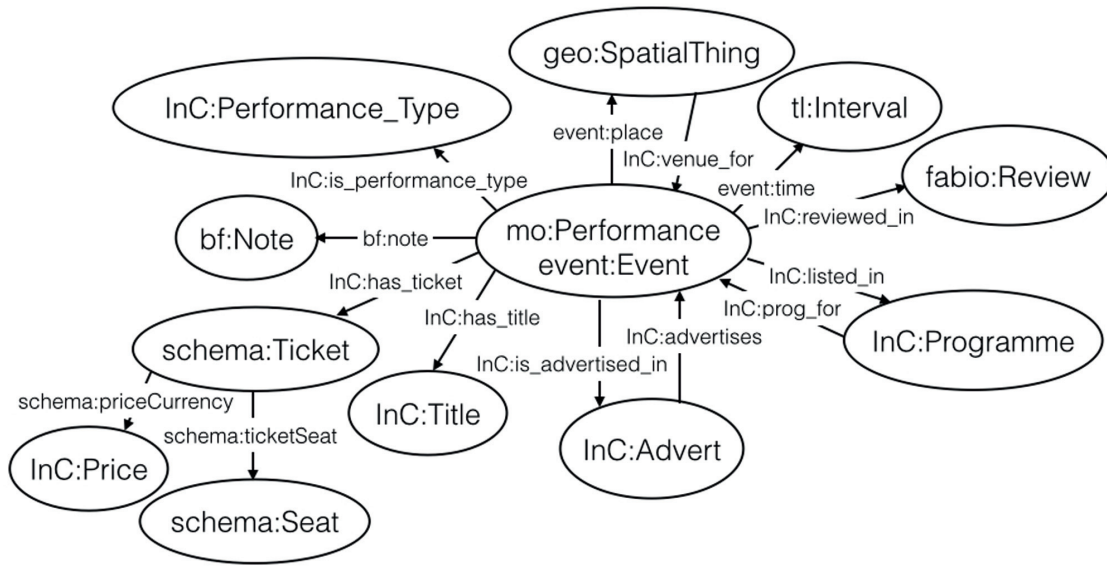 geo:SpatialThing
InC:Performance_Type
tl:Interval
event:place
InC:venue_for
fabio:Review
InC:is_performance_type
event:time
InC:reviewed_in
mo:Performance
event:Event
bf:Note
bf:note
InC:has_ticket
InC:listed_in
InC:prog_for
InC:has_title
InC:advertises
InC:Programme
schema:Ticket
InC:is_advertised_in
schema:priceCurrency
InC:Title
schema:ticketSeat
InC:Advert
InC:Price
schema:Seat